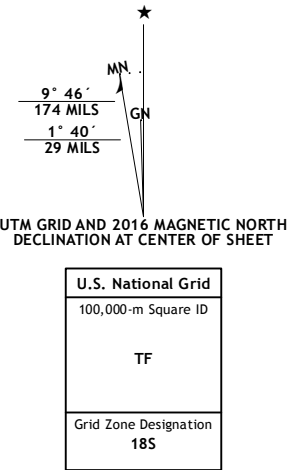 MN
9° 46´
174 MILS
GN
1° 40´
29 MILS
UTM GRID AND 2016 MAGNETIC NORTH
DECLINATION AT CENTER OF SHEET
U.S. National Grid
100,000-m Square ID
TF
Grid Zone Designation
18S